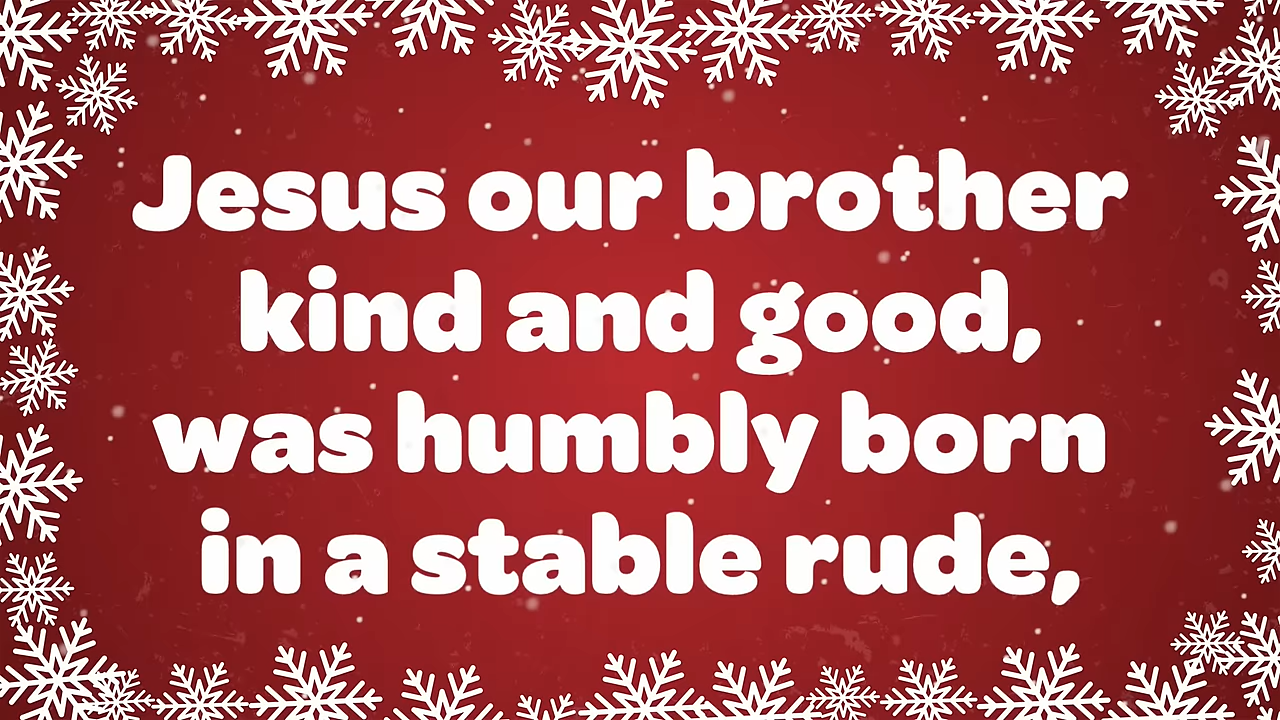 Jesus our brother
kind and good,
was humbly born
in a stable rude,